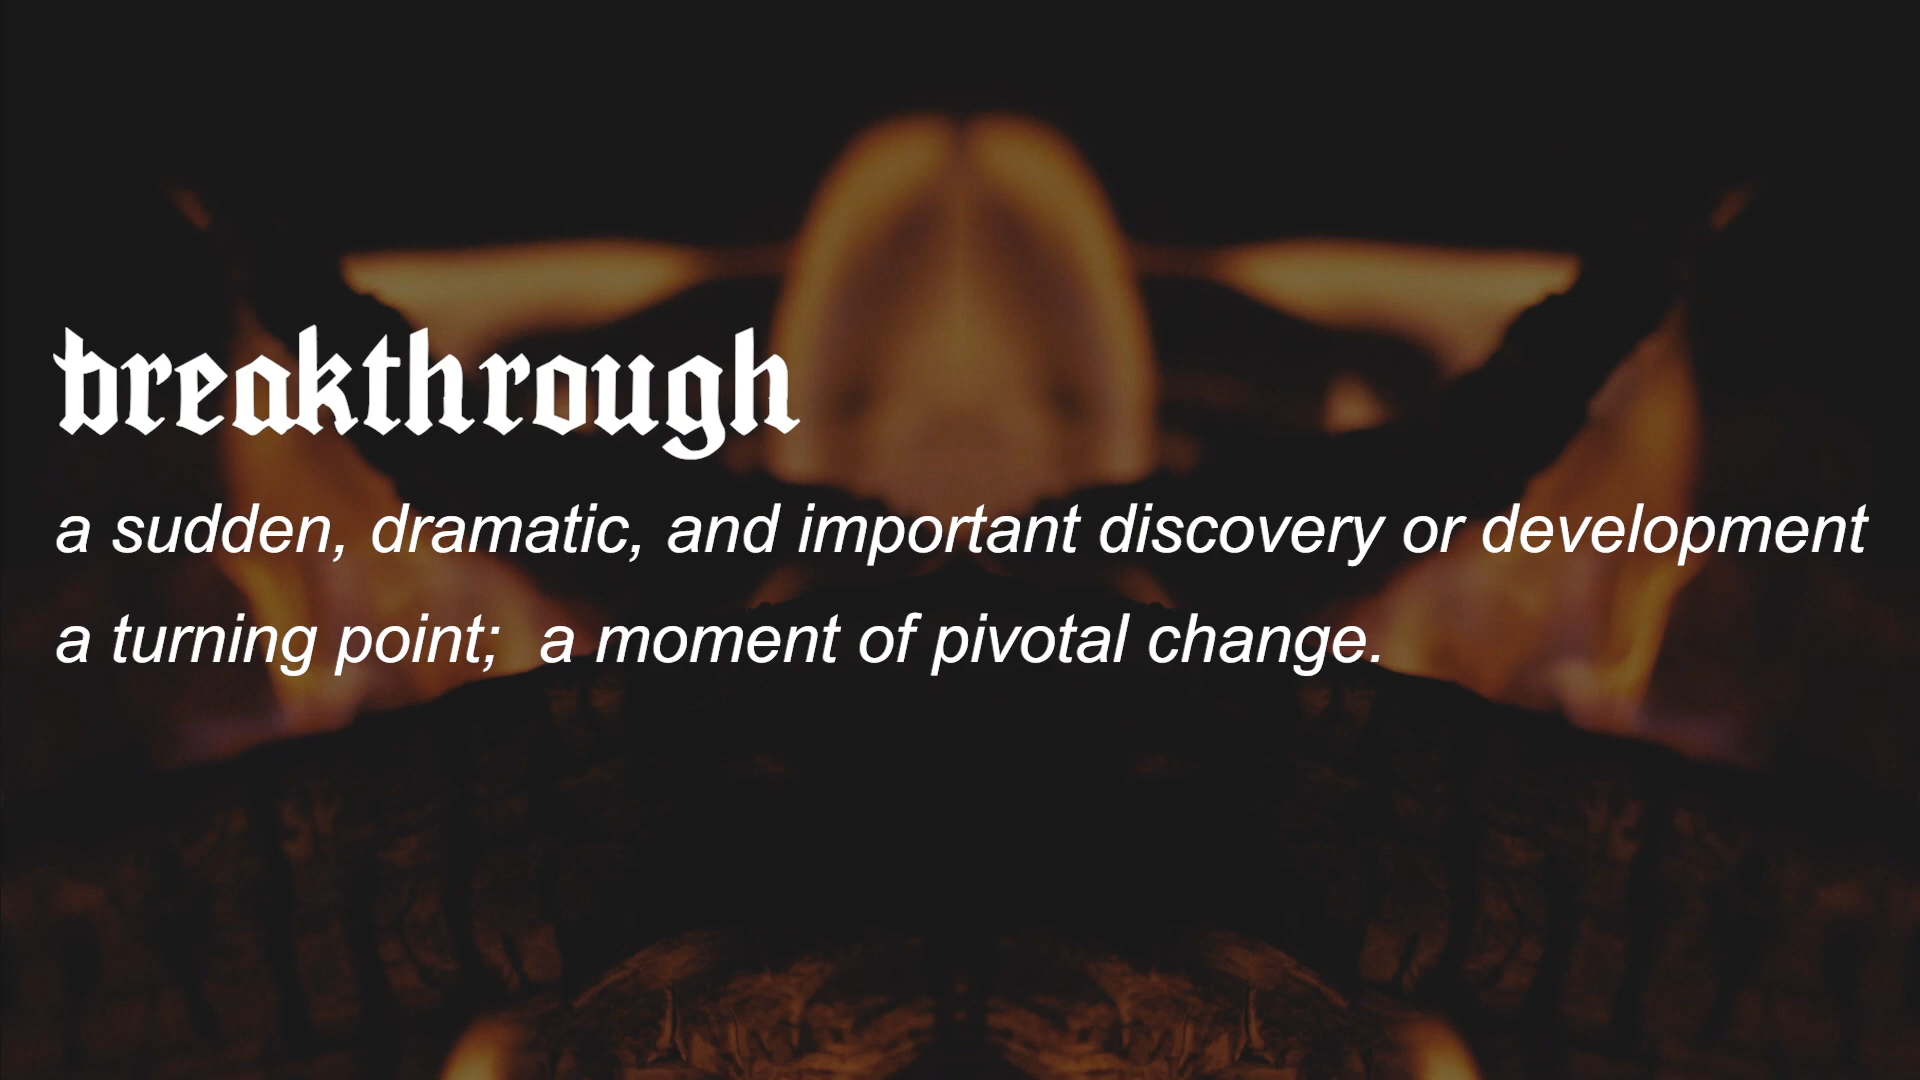 breakthrough
a sudden, dramatic, and important discovery or development
a turning point;  a moment of pivotal change.